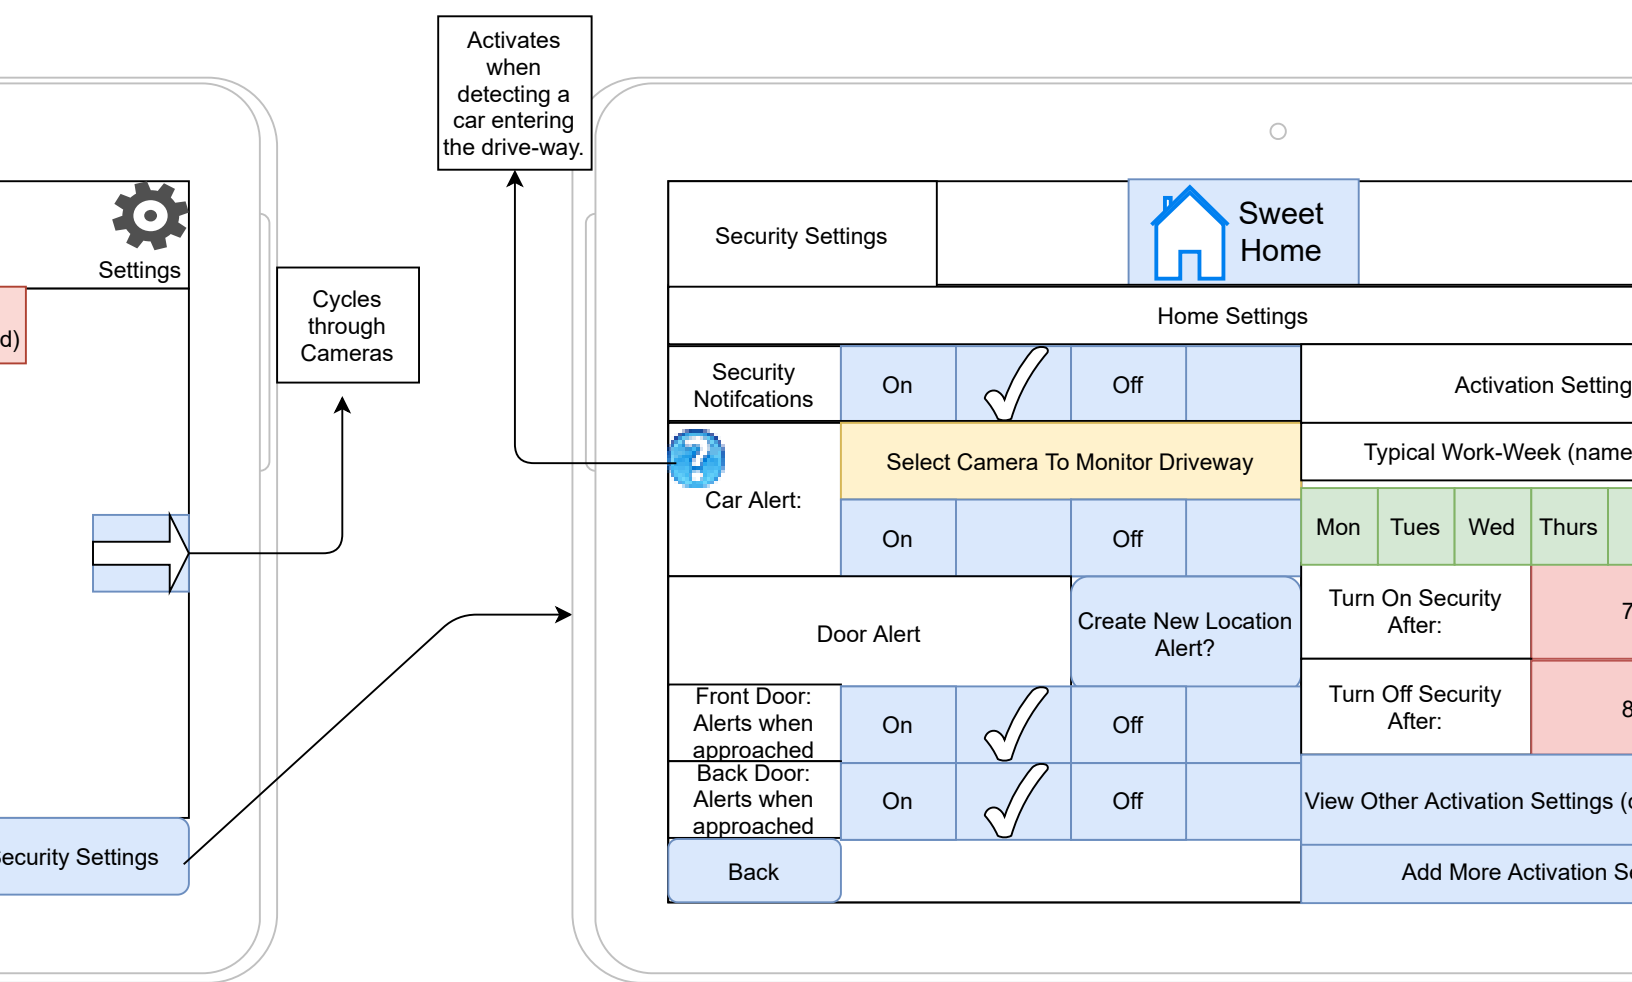 Activates
when
detecting a
car entering
the drive-way.
Settings
d)
Cycles
through
Cameras
ecurity Settings
Security Settings
Sweet
Home
Home Settings
Security
Notifcations
On
Off
Activation Setting
Typical Work-Week (name
?
Car Alert:
Select Camera To Monitor Driveway
On
Off
Mon
Tues
Wed
Thurs
Turn On Security
After:
7
Door Alert
Create New Location
Alert?
Turn Off Security
After:
8
Front Door:
Alerts when
approached
On
Off
Back Door:
Alerts when
approached
On
Off
View Other Activation Settings (
Back
Add More Activation S